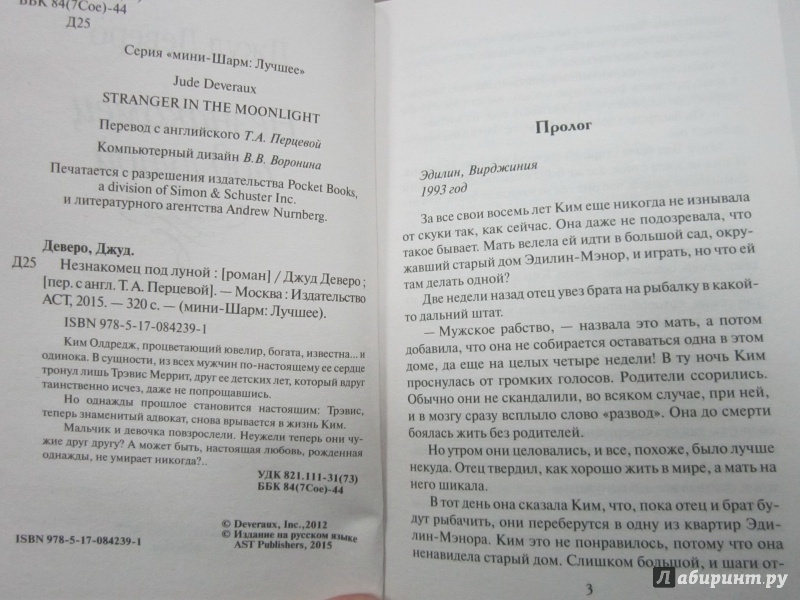 ББК 84(7Сое)-44
Д25
Серия «мини-Шарм: Лучшее»
Jude Deveraux
STRANGER IN THE MOONLIGHT
Перевод с английского Т.А. Перцевой
Компьютерный дизайн В.В. Воронина
Печатается с разрешения издательства Pocket Books,
a division of Simon & Schuster Inc.
и литературного агентства Andrew Nurnberg.
Деверо, Джуд.
Д25 Незнакомец под луной : [роман] / Джуд Деверо ;
[пер. с англ. Т. А. Перцевой]. — Москва : Издательство
АСТ, 2015. — 320 с. — (мини-Шарм: Лучшее).
ISBN 978-5-17-084239-1
Ким Олдредж, процветающий ювелир, богата, известна... и
одинока. В сущности, из всех мужчин по-настоящему ее сердце
тронул лишь Трэвис Меррит, друг ее детских лет, который вдруг
таинственно исчез, даже не попрощавшись.
Но однажды прошлое становится настоящим: Трэвис,
теперь знаменитый адвокат, снова врывается в жизнь Ким.
Мальчик и девочка повзрослели. Неужели теперь они чу-
жие друг другу? А может быть, настоящая любовь, рожденная
однажды, не умирает никогда?..
УДК 821.111-31(73)
ББК 84(7Сое)-44
© Deveraux, Inc.,2012
© Издание на русском языке
AST Publishers, 2015
ISBN 978-5-17-084239-1
Пролог
Эдилин, Вирджиния
1993 год
За все свои восемь лет Ким еще никогда не изнывала
от скуки так, как сейчас. Она даже не подозревала, что
такое бывает. Мать велела ей идти в большой сад, окру-
жавший старый дом Эдилин-Мэнор, и играть, но что ей
там делать одной?
Две недели назад отец увез брата на рыбалку в какой-
то дальний штат.
— Мужское рабство, — назвала это мать, а потом
добавила, что она не собирается оставаться одна в этом
доме, да еще на целых четыре недели! В ту ночь Ким
проснулась от громких голосов. Родители ссорились.
Обычно они не скандалили, во всяком случае, при ней,
и в мозгу сразу всплыло слово «развод». Она до смерти
боялась жить без родителей.
Но утром они целовались, и все, похоже, было лучше
некуда. Отец твердил, как хорошо жить в мире, а мать на
него шикала.
В тот день она сказала Ким, что, пока отец и брат бу-
дут рыбачить, они переберутся в одну из квартир Эди-
лин-Мэнора. Ким это не понравилось, потому что она
ненавидела старый дом. Слишком большой, и шаги от-
3
Лабиринт.ру